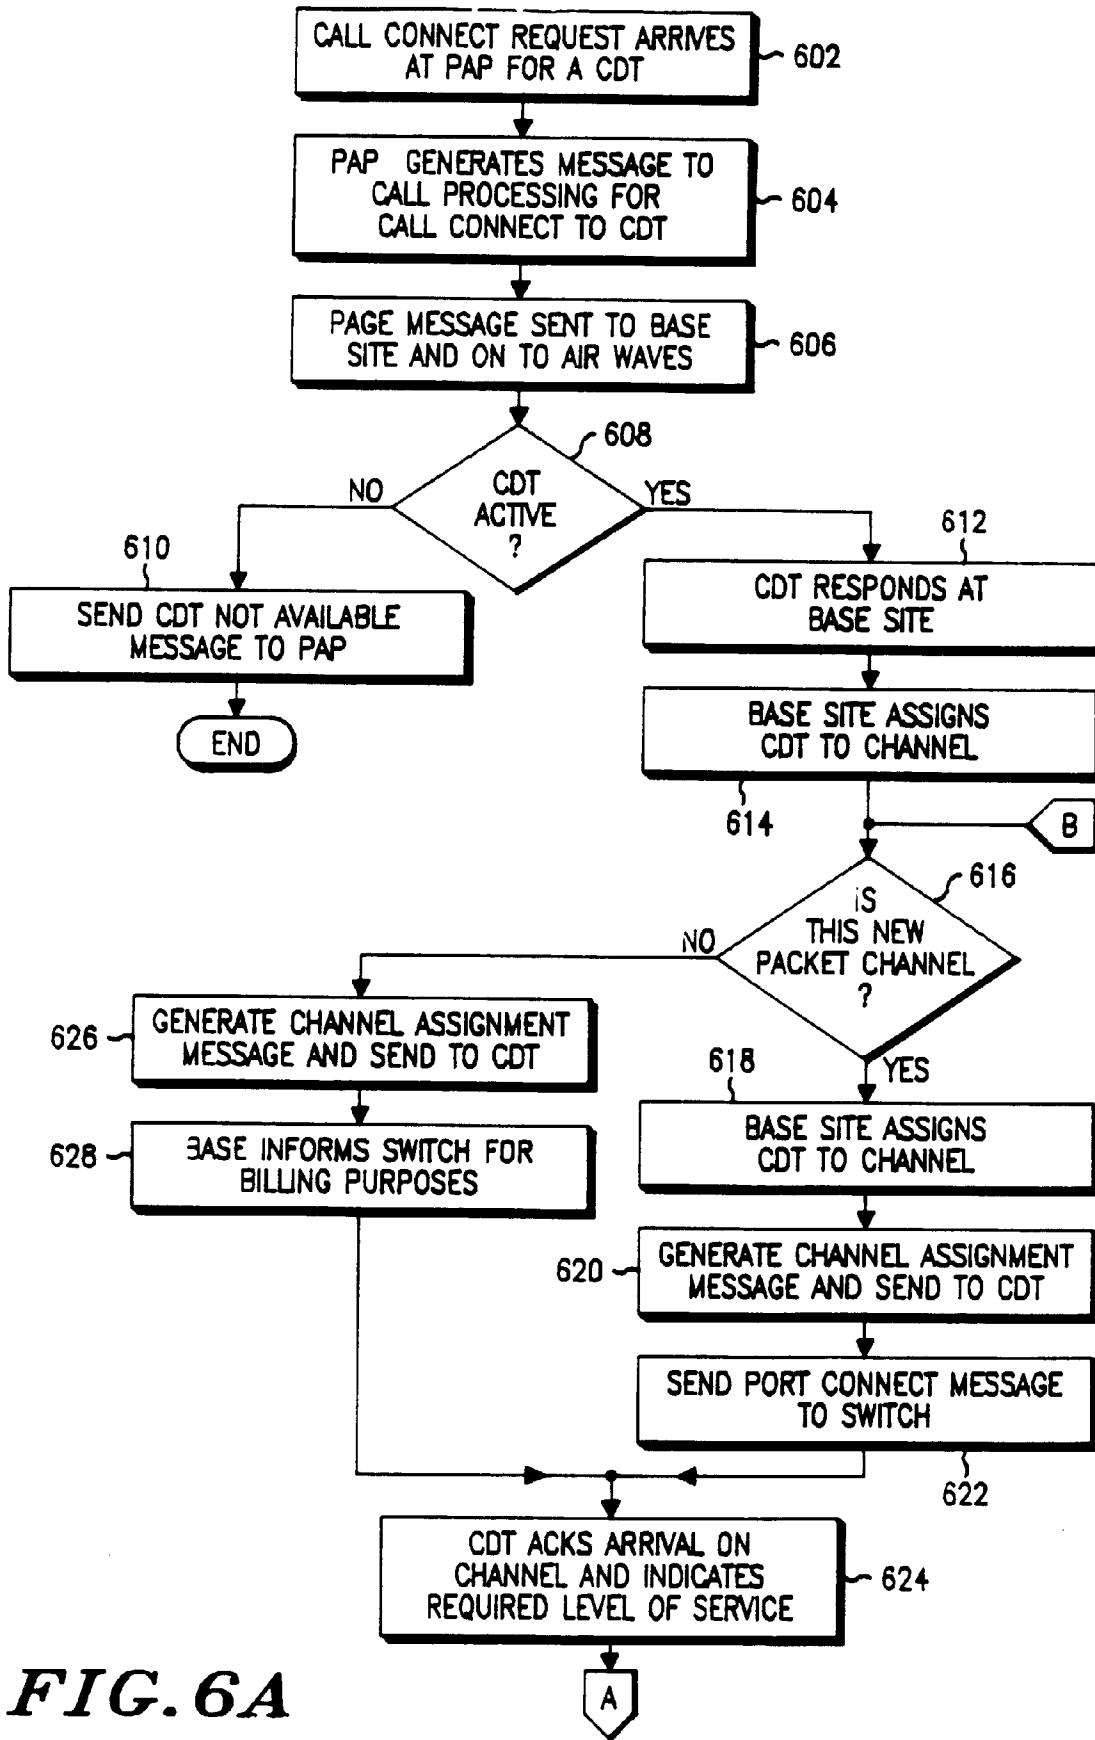 CALL CONNECT REQUEST ARRIVES
AT PAP FOR A CDT
602
PAP GENERATES MESSAGE TO
CALL PROCESSING FOR
CALL CONNECT TO CDT
604
PAGE MESSAGE SENT TO BASE
SITE AND ON TO AIR WAVES
606
608
CDT
ACTIVE
?
NO
YES
610
SEND CDT NOT AVAILABLE
MESSAGE TO PAP
END
612
CDT RESPONDS AT
BASE SITE
BASE SITE ASSIGNS
CDT TO CHANNEL
614
B
616
IS
THIS NEW
PACKET CHANNEL
?
NO
YES
626
GENERATE CHANNEL ASSIGNMENT
MESSAGE AND SEND TO CDT
628
BASE INFORMS SWITCH FOR
BILLING PURPOSES
618
BASE SITE ASSIGNS
CDT TO CHANNEL
620
GENERATE CHANNEL ASSIGNMENT
MESSAGE AND SEND TO CDT
SEND PORT CONNECT MESSAGE
TO SWITCH
622
CDT ACKS ARRIVAL ON
CHANNEL AND INDICATES
REQUIRED LEVEL OF SERVICE
624
A
FIG. 6A